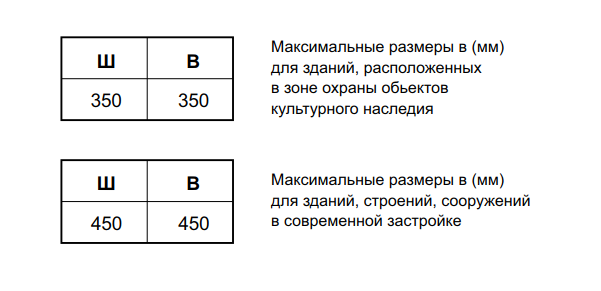 Ш В
350 350
Максимальные размеры в (мм)
для зданий, расположенных
в зоне охраны обьектов
культурного наследия
Ш В
450 450
Максимальные размеры в (мм)
для зданий, строений, сооружений
в современной застройке